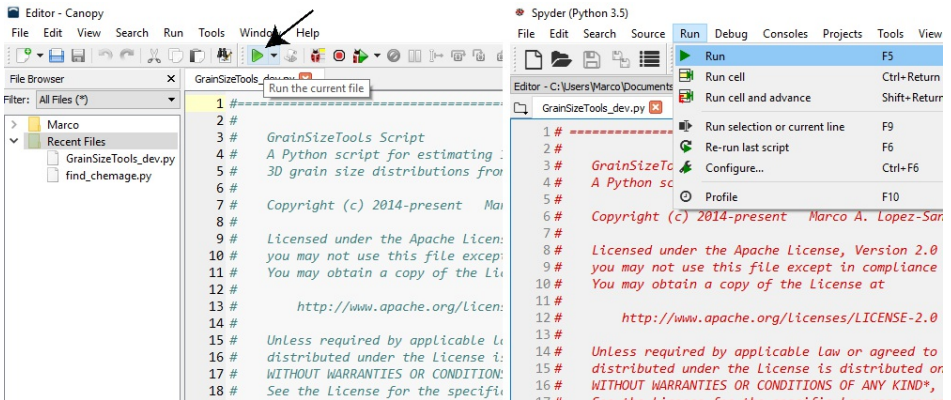 Editor - Canopy
File Edit View Search Run Tools Window Help
File Browser
Filter: All Files (*)
Marco
Recent Files
GrainSizeTools_dev.py
find_chemage.py
GrainSizeTools_dev.py
Run the current file
1 #
2 #
3 # GrainSizeTools Script
4 # A Python script for estimating
5 # 3D grain size distributions from
6 #
7 # Copyright (c) 2014-present
8 #
9 # Licensed under the Apache
10 # you may not use this file
11 # You may obtain a copy of the
12 #
13 # http://www.apache.org/licen
14 #
15 # Unless required by applicable
16 # distributed under the License
17 # WITHOUT WARRANTIES OR CONDITIONS
18 # See the License for the specific
Spyder (Python 3.5)
File Edit Search Source Run Debug Consoles Projects Tools View
Run F5
Run cell Ctrl+Return
Run cell and advance Shift+Return
Run selection or current line F9
Re-run last script F6
Configure... Ctrl+F6
Profile F10
Editor - C:\Users\Marco\Documents
GrainSizeTools_dev.py
1 #
2 #
3 # GrainSizeTo
4 # A Python sc
5 #
6 # Copyright (c) 2014-present Marco A. Lopez-San
7 #
8 # Licensed under the Apache License, Version 2.0
9 # you may not use this file except in compliance
10 # You may obtain a copy of the License at
11 #
12 # http://www.apache.org/licenses/LICENSE-2.0
13 #
14 # Unless required by applicable law or agreed to
15 # distributed under the License is distributed on
16 # WITHOUT WARRANTIES OR CONDITIONS OF ANY KIND*,